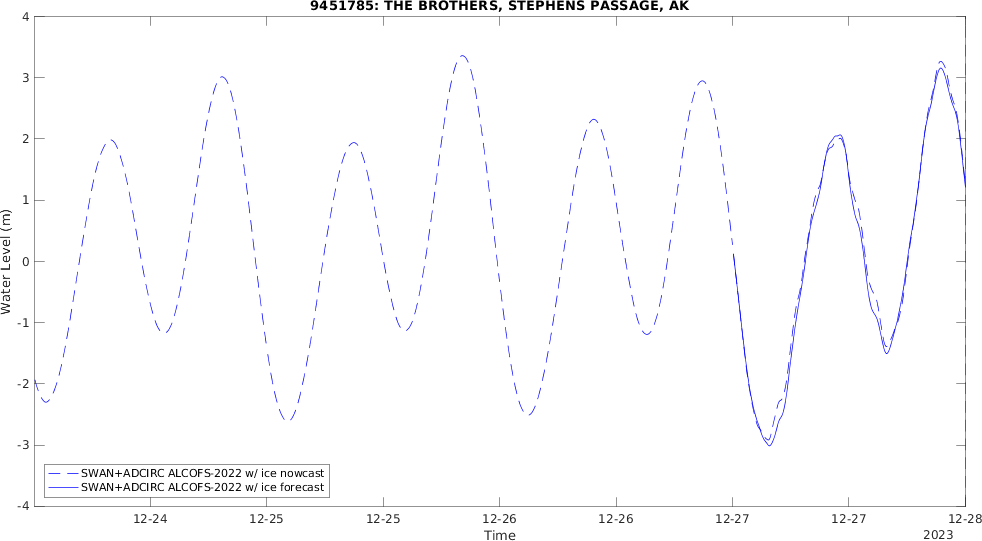 9451785: THE BROTHERS, STEPHENS PASSAGE, AK
4
3
2
1
0
-1
-2
-3
-4
Water Level (m)
SWAN+ADCIRC ALCOFS-2022 w/ ice nowcast
SWAN+ADCIRC ALCOFS-2022 w/ ice forecast
12-24 12-25 12-25 12-26 12-26 12-27 12-27 12-28
Time
2023